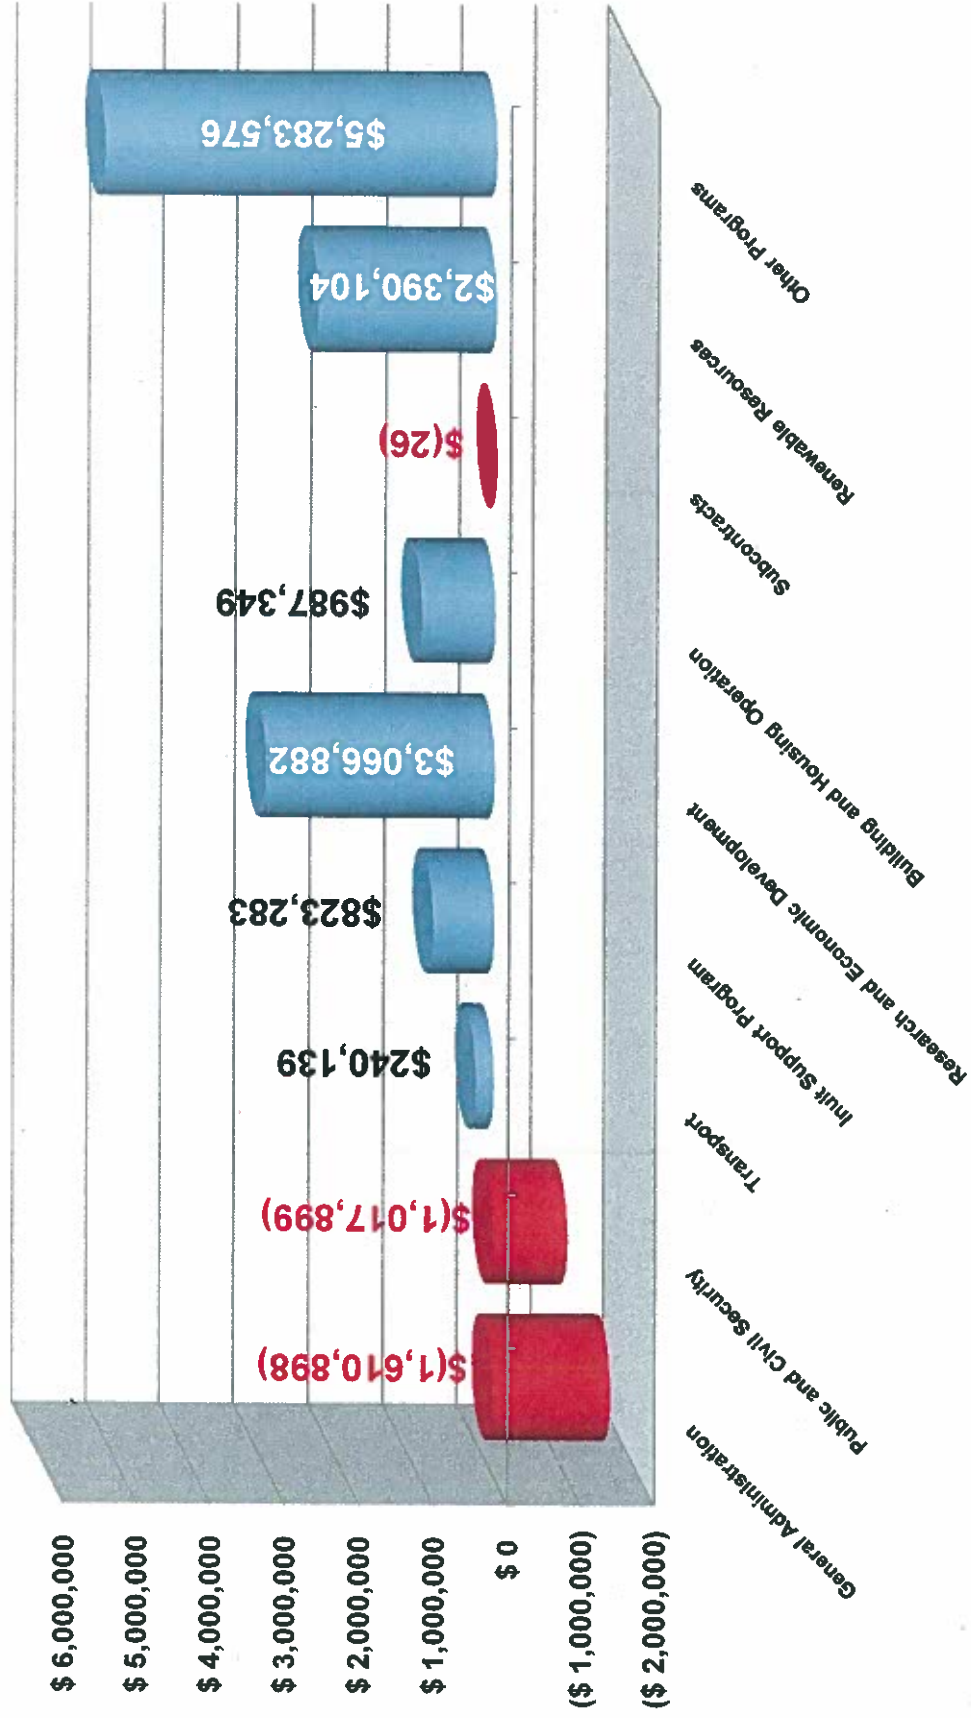 $ 6,000,000
$ 5,000,000
$ 4,000,000
$ 3,000,000
$ 2,000,000
$ 1,000,000
$ 0
($ 1,000,000)
($ 2,000,000)
$(1,610,898)
$(1,017,899)
$240,139
$823,283
$3,066,882
$987,349
$(26)
$2,390,104
$5,283,576
General Administration
Public and Civil Security
Transport
Inuit Support Program
Research and Economic Development
Building and Housing Operation
Subcontracts
Renewable Resources
Other Programs